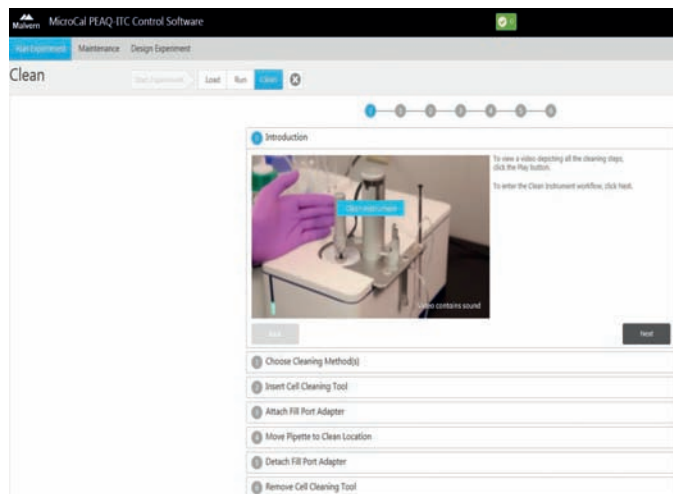 Malvern MicroCal PEAQ-ITC Control Software
Run Experiment Maintenance Design Experiment
Clean
Start Experiment Load Run Clean
Introduction
To view a video depicting all the cleaning steps,
click the Play button.
To enter the Clean Instrument workflow, click Next.
Clean Instrument
Video contains sound
Back Next
Choose Cleaning Method(s)
Insert Cell Cleaning Tool
Attach Fill Port Adapter
Move Pipette to Clean Location
Detach Fill Port Adapter
Remove Cell Cleaning Tool